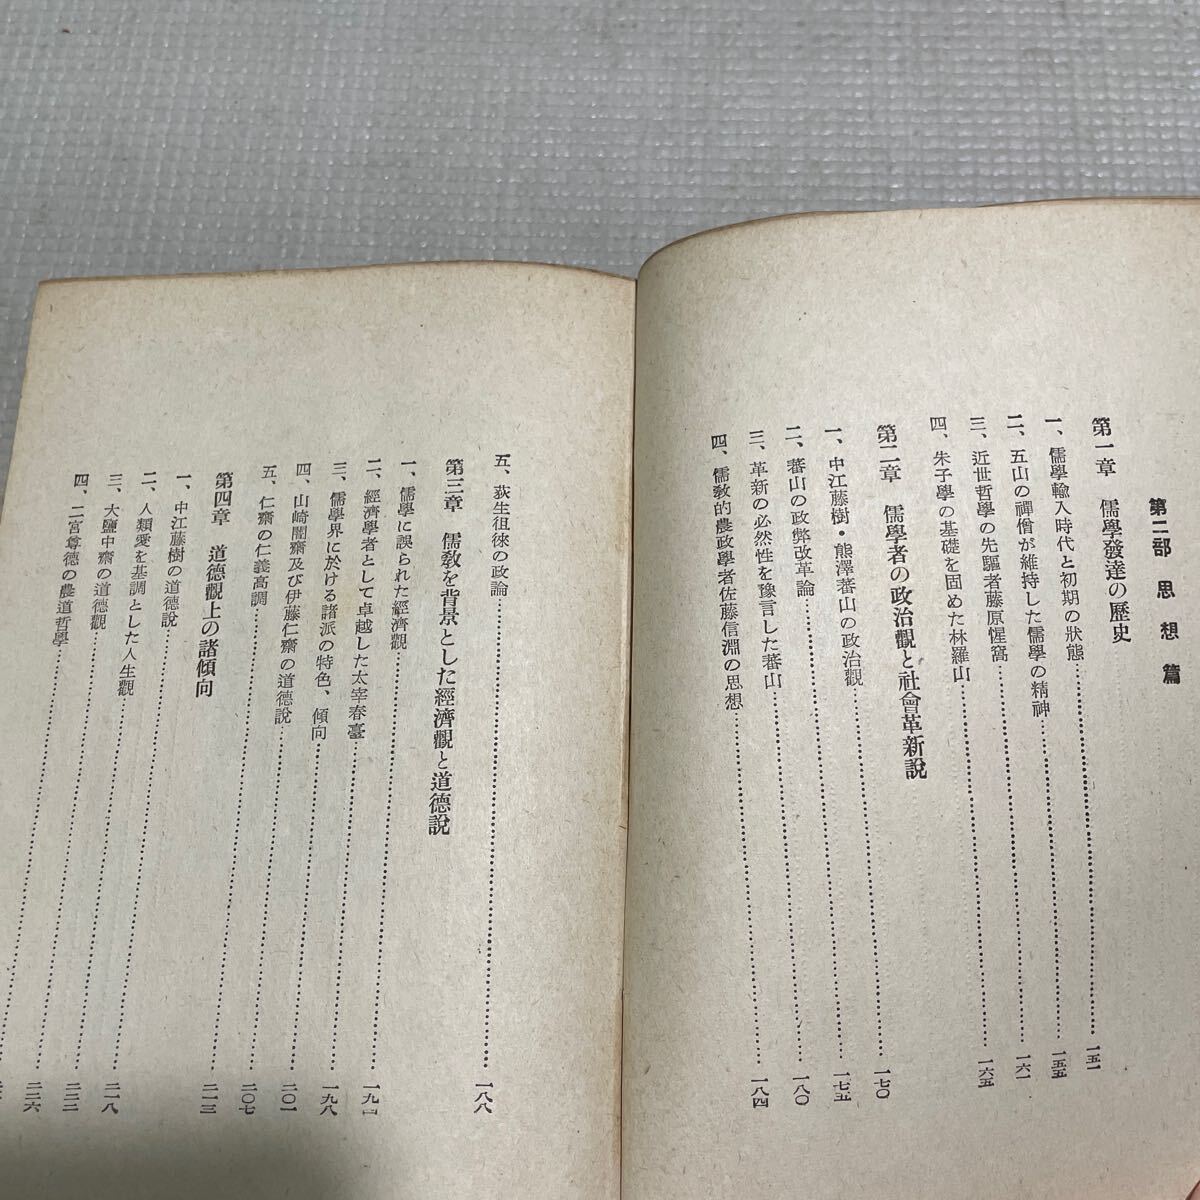 第二部 思想篇
第一章 儒學發達の歷史
一、儒學輸入時代と初期の狀態……一五一
二、五山の禪僧が維持した儒學の精神……一五五
三、近世哲學の先驅者藤原惺窩……一六一
四、朱子學の基礎を固めた林羅山……一六五
第二章 儒學者の政治觀と社會革新說
一、中江藤樹・熊澤蕃山の政治觀……一七〇
二、蕃山の政弊改革論……一七五
三、革新の必然性を豫言した蕃山……一八〇
四、儒敎的農政學者佐藤信淵の思想……一八四
五、荻生徂徠の政論……一八八
第三章 儒敎を背景とした經濟觀と道德說
一、儒學に誤られた經濟觀……一九四
二、經濟學者として卓越した太宰春臺……一九八
三、儒學界に於ける諸派の特色、傾向……二〇一
四、山崎闇齋及び伊藤仁齋の道德說……二〇七
五、仁齋の仁義高調……二一三
第四章 道德觀上の諸傾向
一、中江藤樹の道德說……二一八
二、人類愛を基調とした人生觀……二二二
三、大鹽中齋の道德觀……二二六
四、二宮尊德の農道哲學……